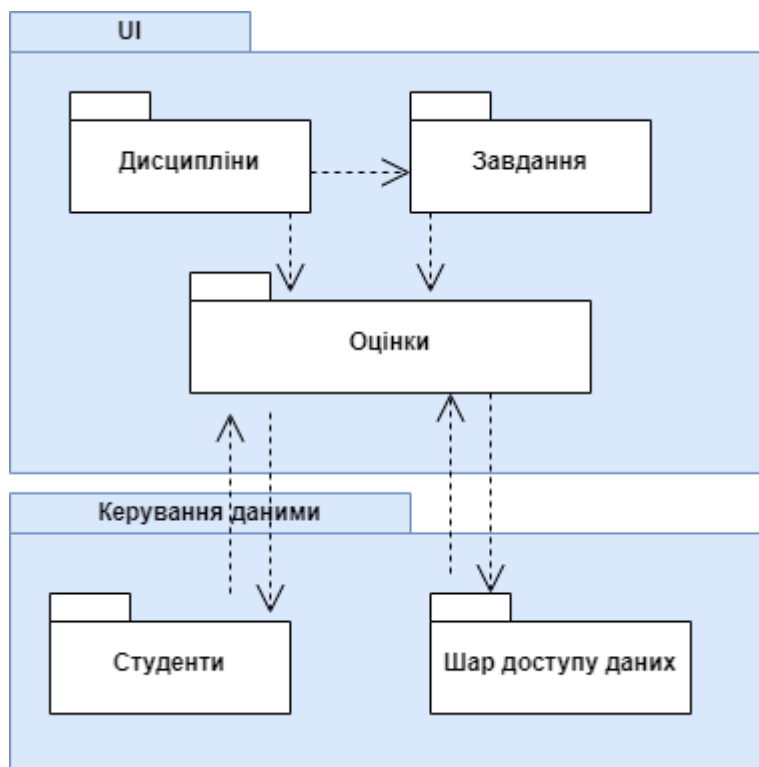 UI
Дисципліни
Завдання
Оцінки
Керування даними
Студенти
Шар доступу даних